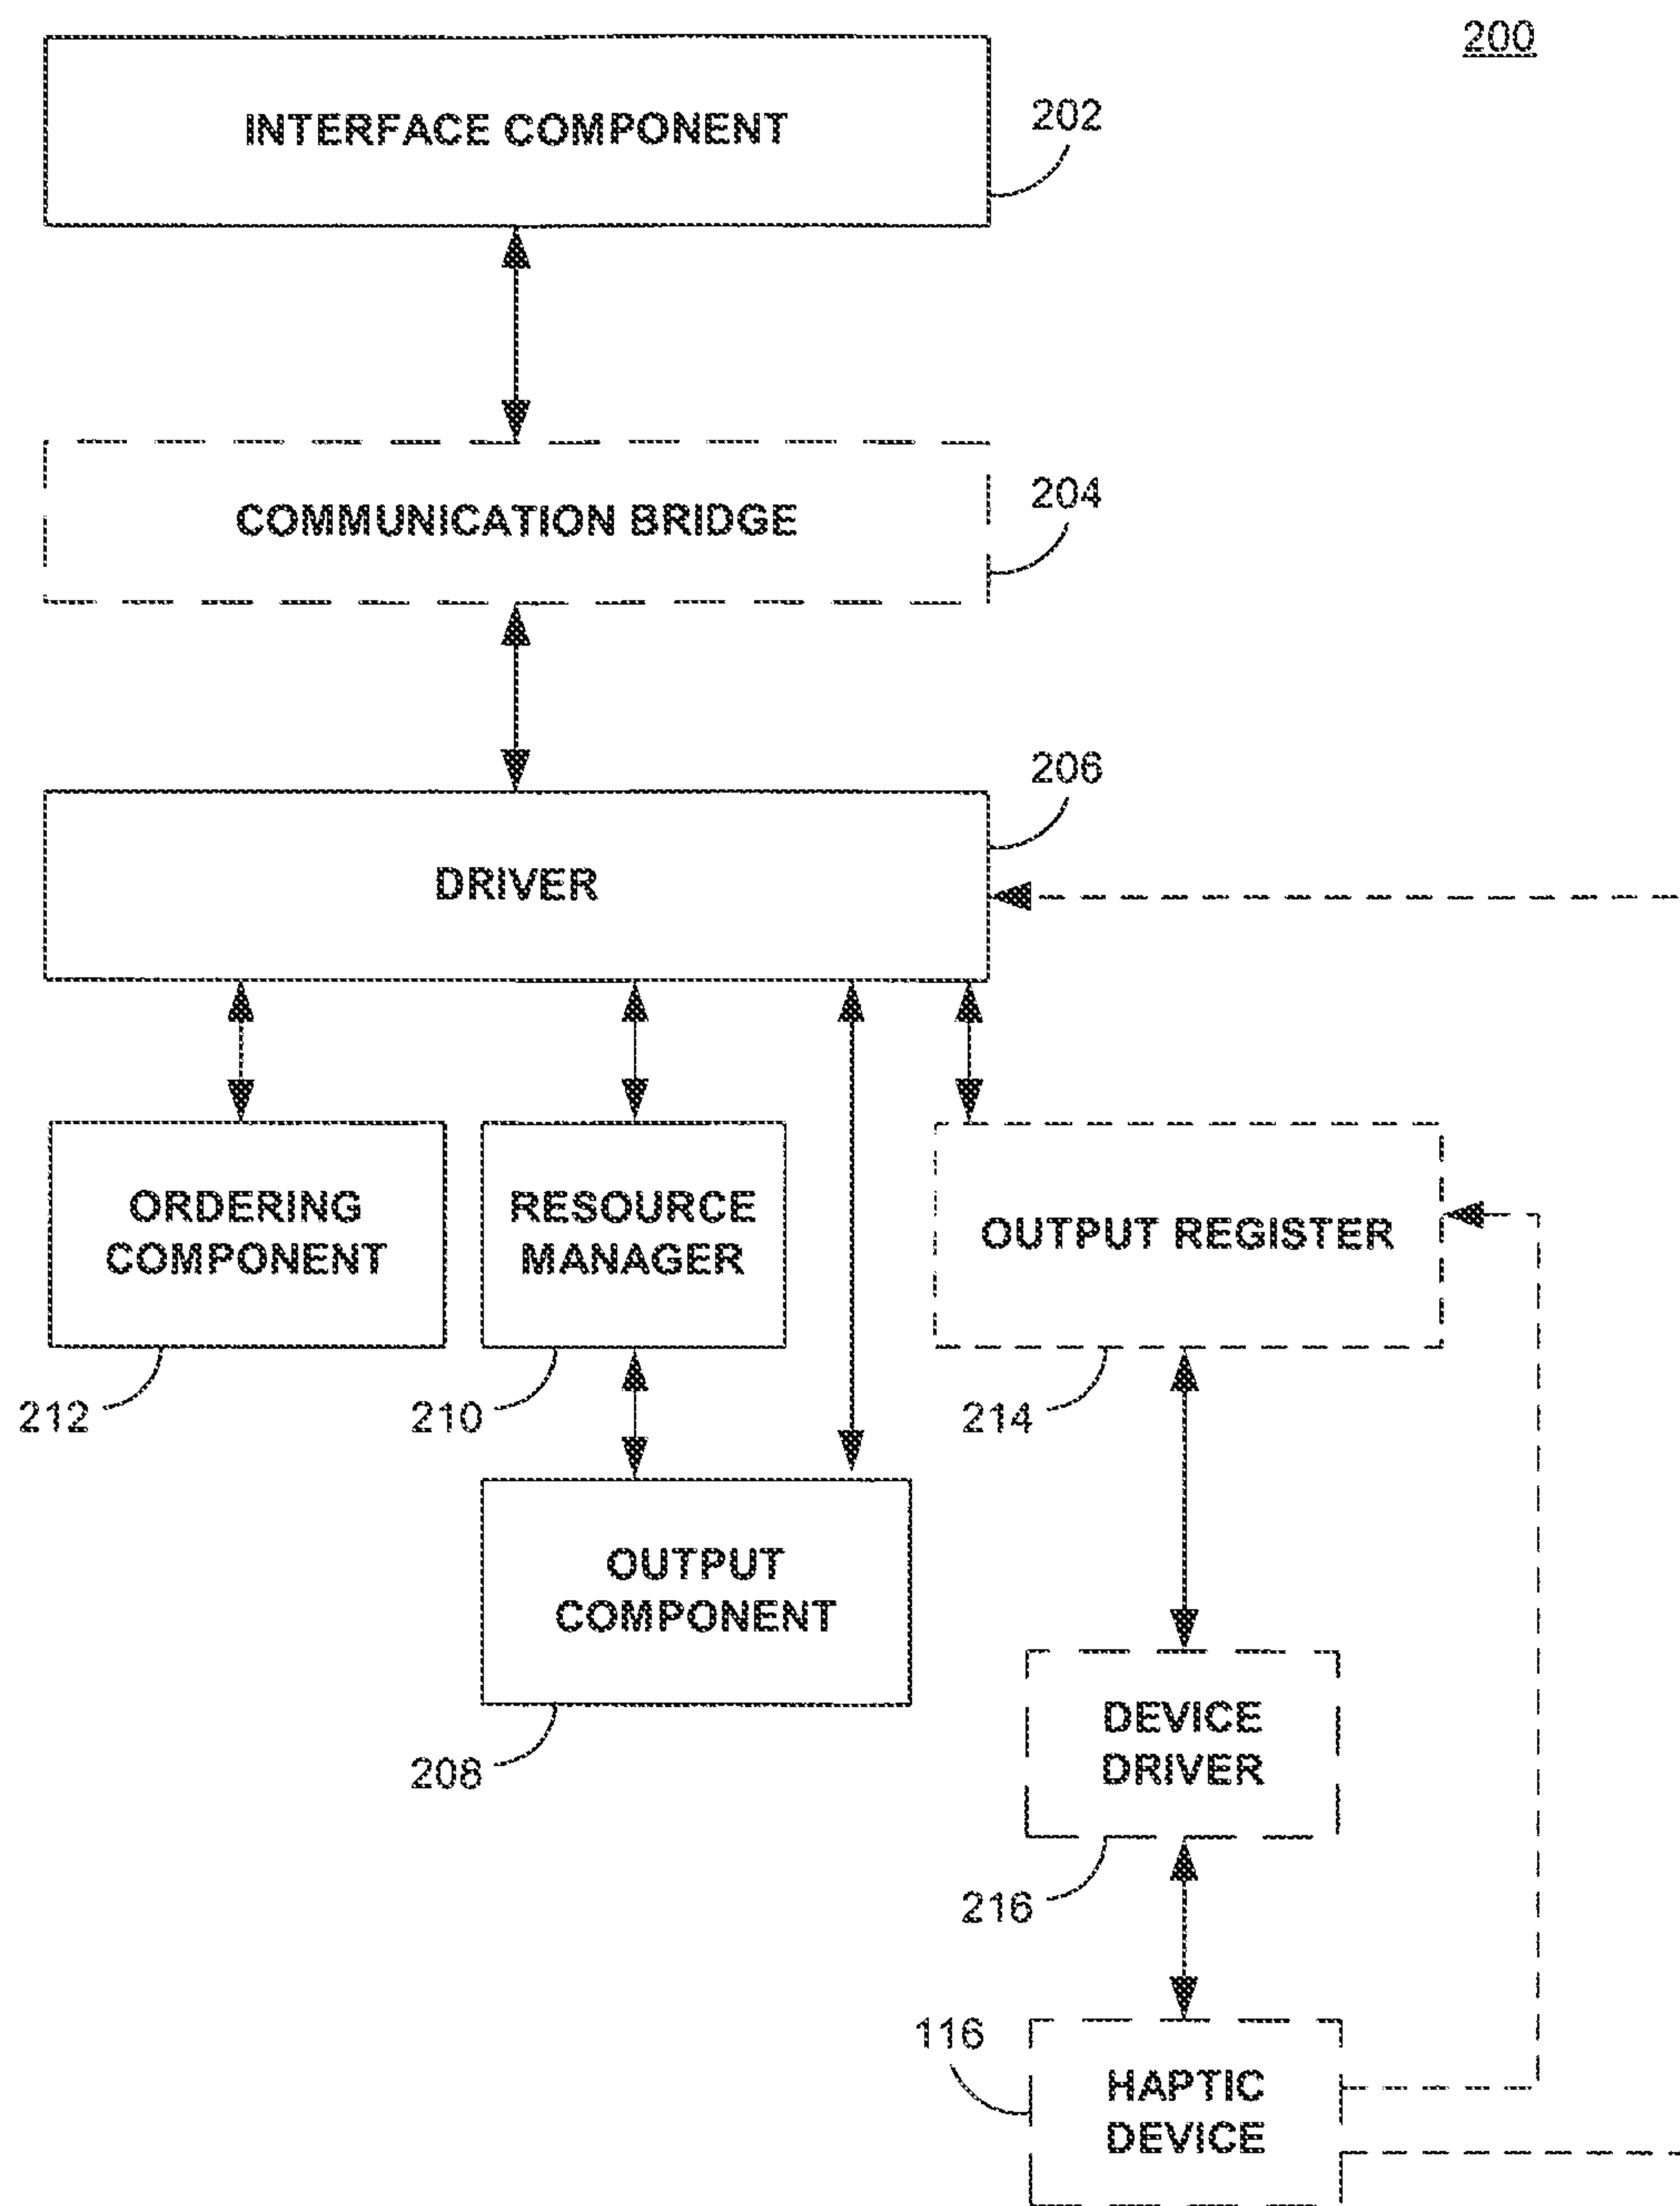 200
INTERFACE COMPONENT
202
COMMUNICATION BRIDGE
204
206
DRIVER
ORDERING
COMPONENT
RESOURCE
MANAGER
OUTPUT REGISTER
212
210
214
OUTPUT
COMPONENT
208
DEVICE
DRIVER
216
116
HAPTIC
DEVICE